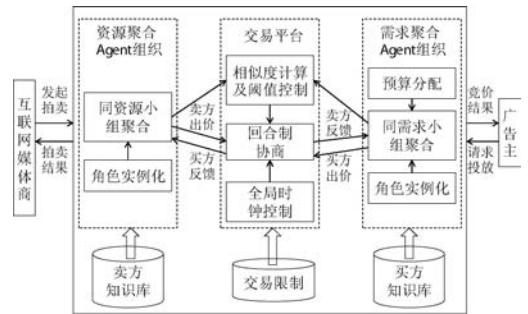 资源聚合
Agent组织
交易平台
需求聚合
Agent组织
互联网媒体商
发起
拍卖
拍卖
结果
同资源小
组聚合
角色实例化
卖方
出价
买方
反馈
相似度计算
及阈值控制
回合制
协商
全局时
钟控制
卖方
反馈
买方
出价
预算分配
同需求小
组聚合
角色实例化
竞价
结果
请求
投放
广告主
卖方
知识库
交易限制
买方
知识库